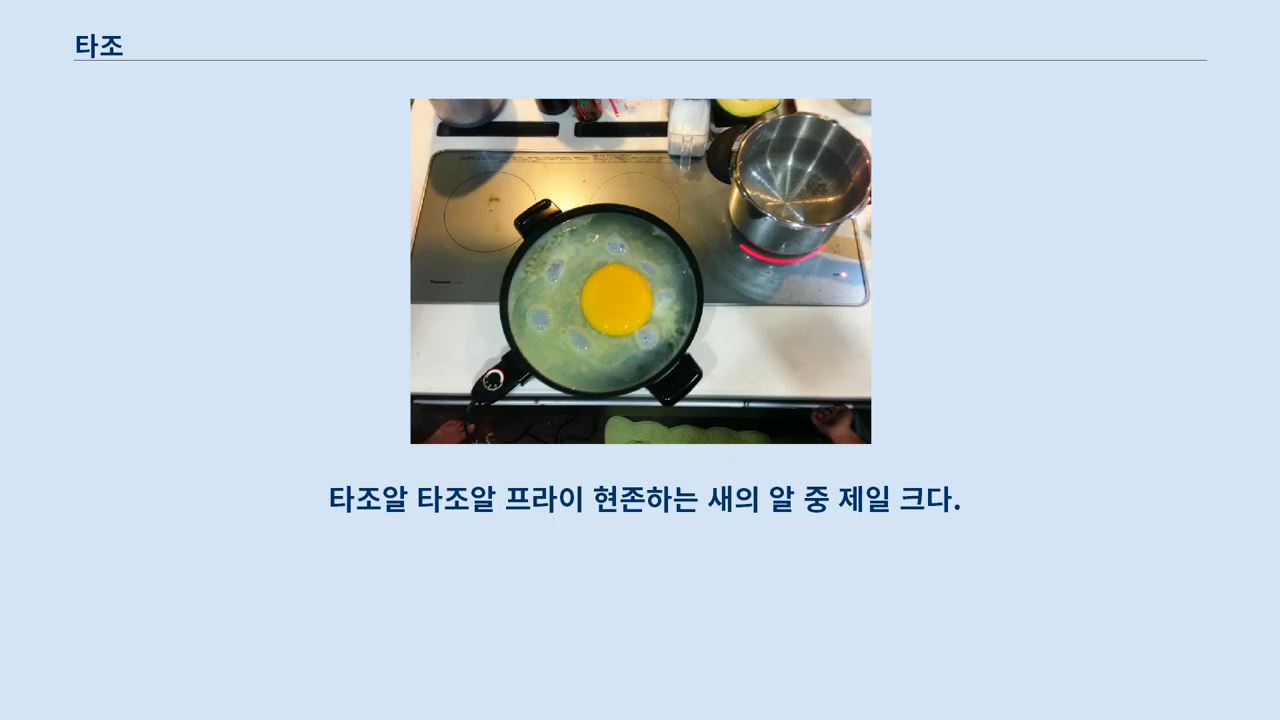 타조
Panasonic
타조알 타조알 프라이 현존하는 새의 알 중 제일 크다.